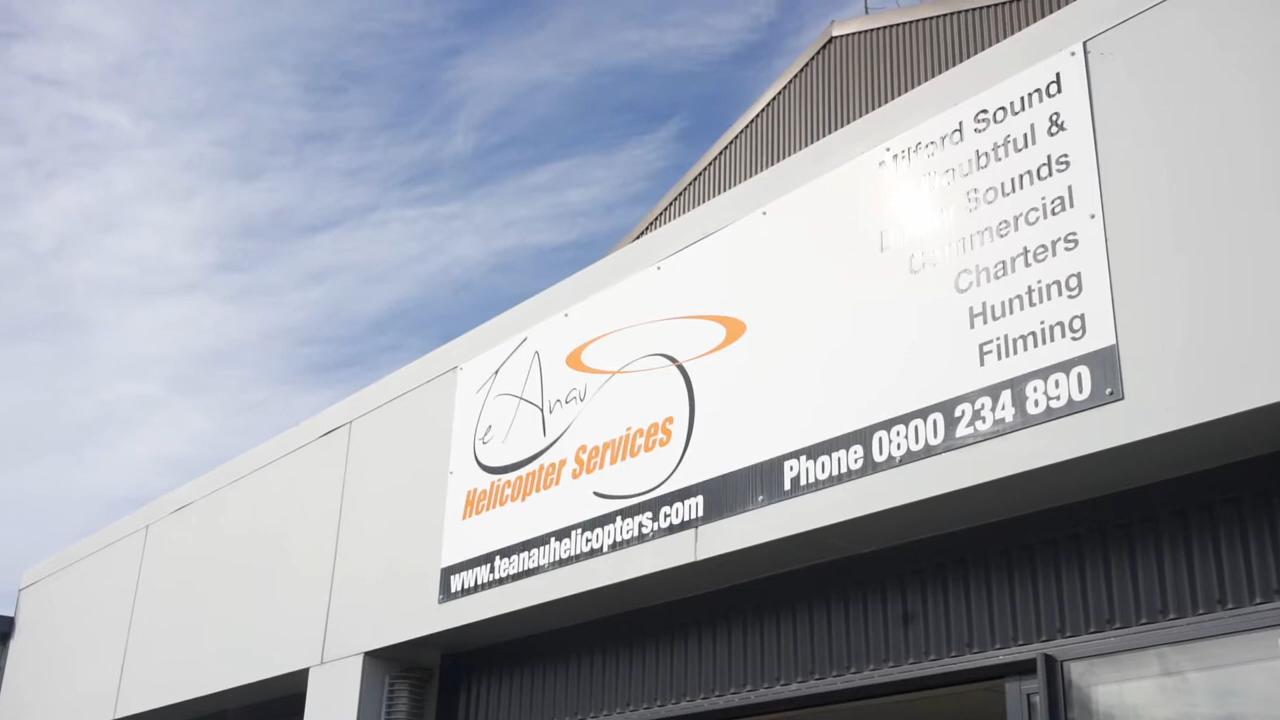 Te Anau
Helicopter Services
www.teanauhelicopters.com
Phone 0800 234 890
Milford Sound
Doubtful &
Sounds
Commercial
Charters
Hunting
Filming